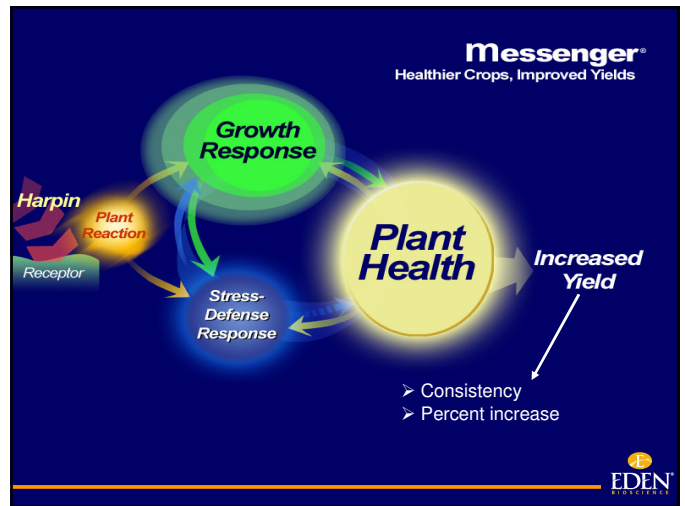 messenger®
Healthier Crops, Improved Yields
Growth
Response
Harpin
Plant
Reaction
Receptor
Stress-
Defense
Response
Plant
Health
Increased
Yield
➢ Consistency
➢ Percent increase
E
EDEN®
BIOSCIENCE